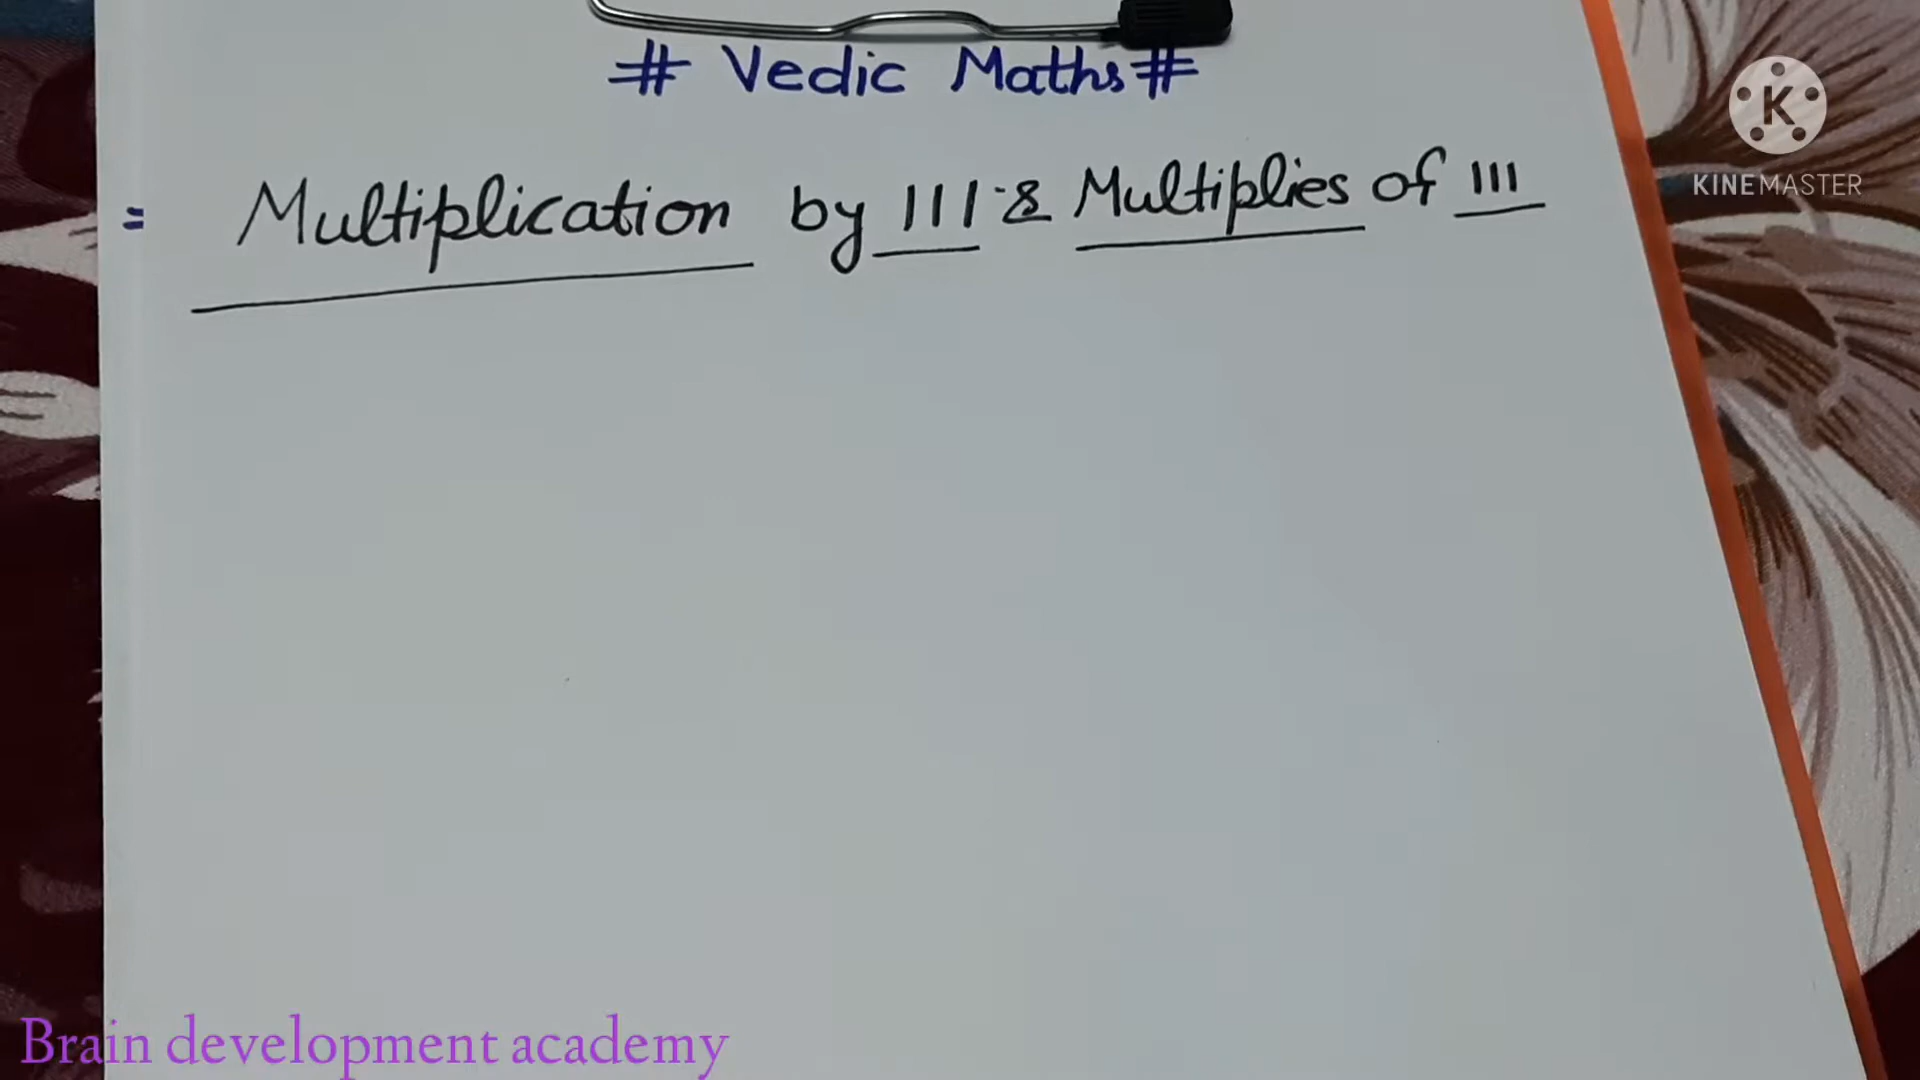 # Vedic Maths #
KINEMASTER
= Multiplication by 111 & Multiplies of 111
Brain development academy